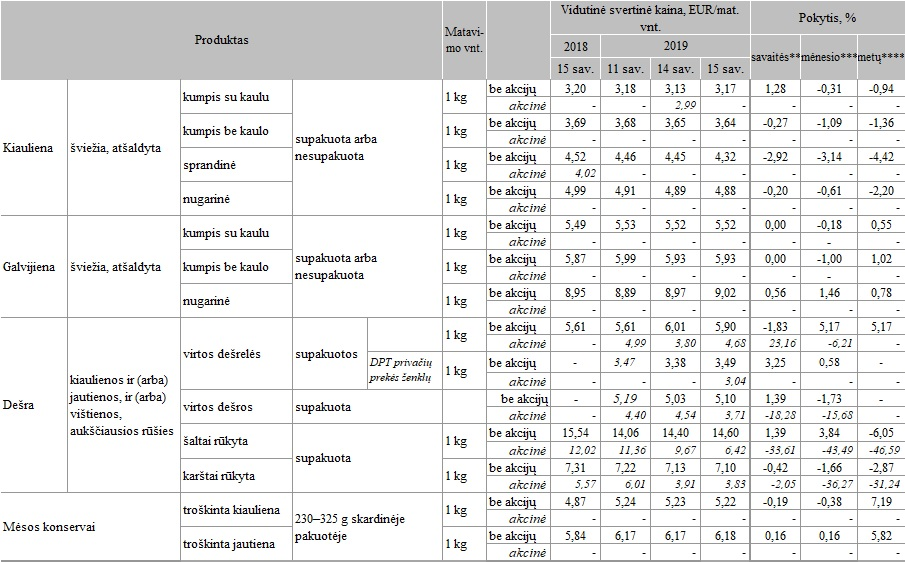 Produktas Matavi-mo vnt. Vidutinė svertinė kaina, EUR/mat. vnt. Pokytis, %
2018 2019 savaitės** mėnesio*** metų****
15 sav. 11 sav. 14 sav. 15 sav.
Kiauliena šviežia, atšaldyta kumpis su kaulu supakuota arba nesupakuota 1 kg be akcijų 3,20 3,18 3,13 3,17 1,28 -0,31 -0,94
akcinė - - 2,99 - - - -
kumpis be kaulo 1 kg be akcijų 3,69 3,68 3,65 3,64 -0,27 -1,09 -1,36
akcinė - - - - - - -
sprandinė 1 kg be akcijų 4,52 4,46 4,45 4,32 -2,92 -3,14 -4,42
akcinė 4,02 - - - - - -
nugarinė 1 kg be akcijų 4,99 4,91 4,89 4,88 -0,20 -0,61 -2,20
akcinė - - - - - - -
Galvijiena šviežia, atšaldyta kumpis su kaulu supakuota arba nesupakuota 1 kg be akcijų 5,49 5,53 5,52 5,52 0,00 -0,18 0,55
akcinė - - - - - - -
kumpis be kaulo 1 kg be akcijų 5,87 5,99 5,93 5,93 0,00 -1,00 1,02
akcinė - - - - - - -
nugarinė 1 kg be akcijų 8,95 8,89 8,97 9,02 0,56 1,46 0,78
akcinė - - - - - - -
Dešra kiaulienos ir (arba) jautienos, ir (arba) vištienos, aukščiausios rūšies virtos dešrelės supakuotos 1 kg be akcijų 5,61 5,61 6,01 5,90 -1,83 5,17 5,17
akcinė - 4,99 3,80 4,68 23,16 -6,21 -
DPT privačių prekės ženklų 1 kg be akcijų - 3,47 3,38 3,49 3,25 0,58 -
akcinė - - - 3,04 - - -
virtos dešros supakuota be akcijų - 5,19 5,03 5,10 1,39 -1,73 -
akcinė - 4,40 4,54 3,71 -18,28 -15,68 -
šaltai rūkyta supakuota 1 kg be akcijų 15,54 14,06 14,40 14,60 1,39 3,84 -6,05
akcinė 12,02 11,36 9,67 6,42 -33,61 -43,49 -46,59
karštai rūkyta 1 kg be akcijų 7,31 7,22 7,13 7,10 -0,42 -1,66 -2,87
akcinė 5,57 6,01 3,91 3,83 -2,05 -36,27 -31,24
Mėsos konservai troškinta kiauliena 230–325 g skardinėje pakuotėje 1 kg be akcijų 4,87 5,24 5,23 5,22 -0,19 -0,38 7,19
akcinė - - - - - - -
troškinta jautiena 1 kg be akcijų 5,84 6,17 6,17 6,18 0,16 0,16 5,82
akcinė - - - - - - -